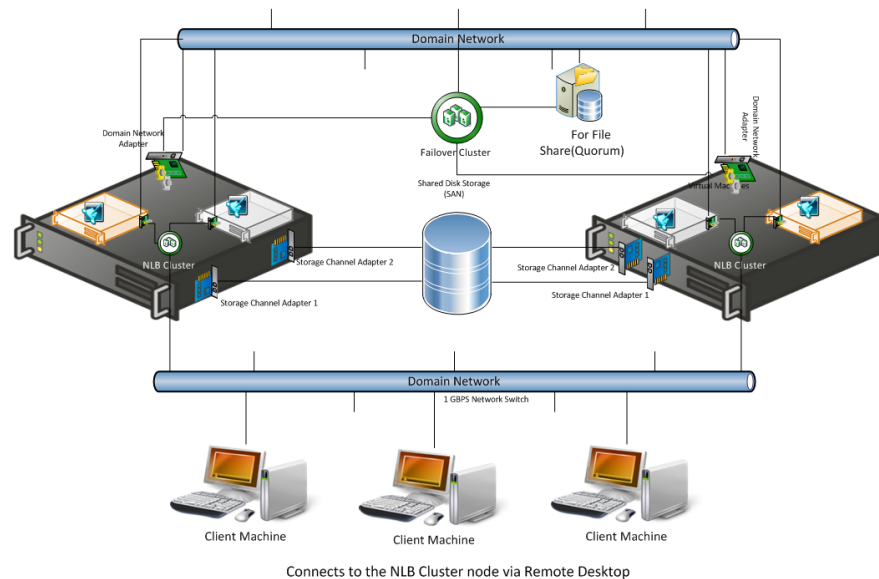 Domain Network
Domain Network
Adapter
Failover Cluster
For File
Share(Quorum)
Domain Network
Adapter
Shared Disk Storage
(SAN)
Virtual Machines
NLB Cluster
NLB Cluster
Storage Channel Adapter 2
Storage Channel Adapter 2
Storage Channel Adapter 1
Storage Channel Adapter 1
Domain Network
1 GBPS Network Switch
Client Machine
Client Machine
Client Machine
Connects to the NLB Cluster node via Remote Desktop